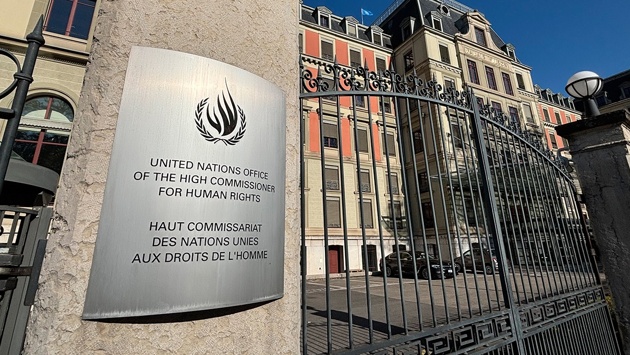 UNITED NATIONS OFFICE
OF THE HIGH COMMISSIONER
FOR HUMAN RIGHTS
HAUT COMMISSARIAT
DES NATIONS UNIES
AUX DROITS DE L'HOMME